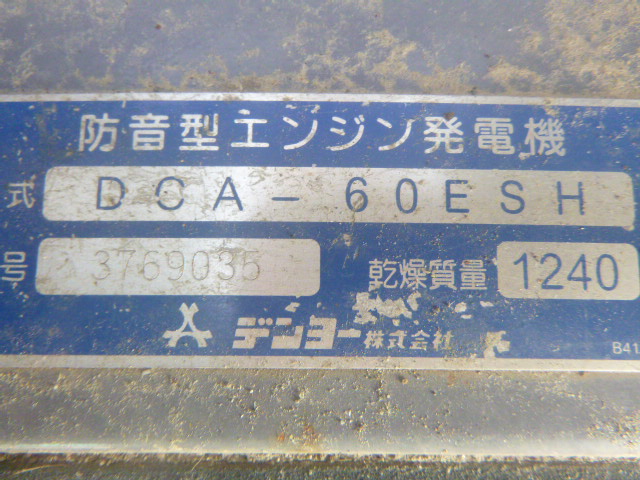 防音型エンジン発電機
式 DCA-60ESH
号 3769035 乾燥質量 1240
デンヨー株式会社
B41